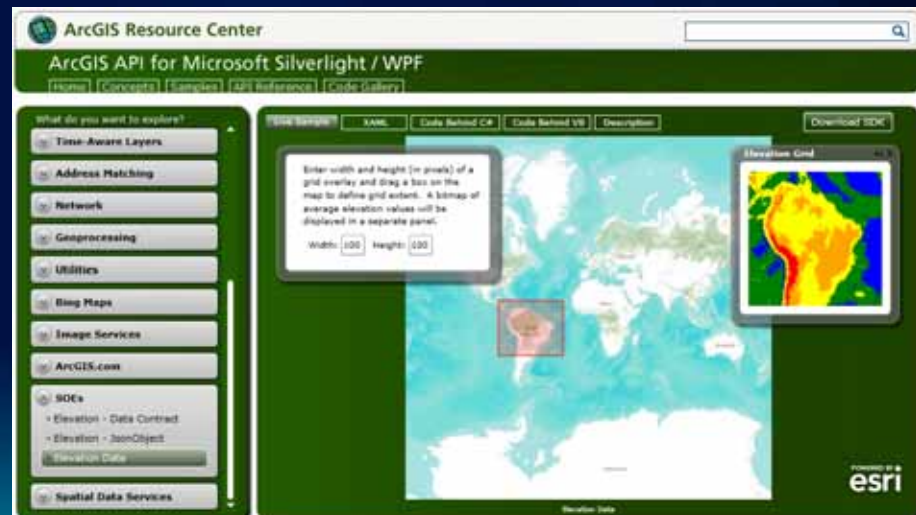 ArcGIS Resource Center
ArcGIS API for Microsoft Silverlight / WPF
Home Concepts Samples API Reference Code Gallery
What do you want to explore?
Time-Aware Layers
Address Matching
Network
Geoprocessing
Utilities
Bing Maps
Image Services
ArcGIS.com
SOEs
• Elevation - Data Contract
• Elevation - JsonObject
• Elevation Data
Spatial Data Services
Live Sample XAML Code Behind C# Code Behind VB Description Download SDK
Enter width and height (in pixels) of a
grid overlay and drag a box on the
map to define grid extent. A bitmap of
average elevation values will be
displayed in a separate panel.
Width: 100 Height: 100
Elevation Grid
POWERED BY
esri
Elevation Data